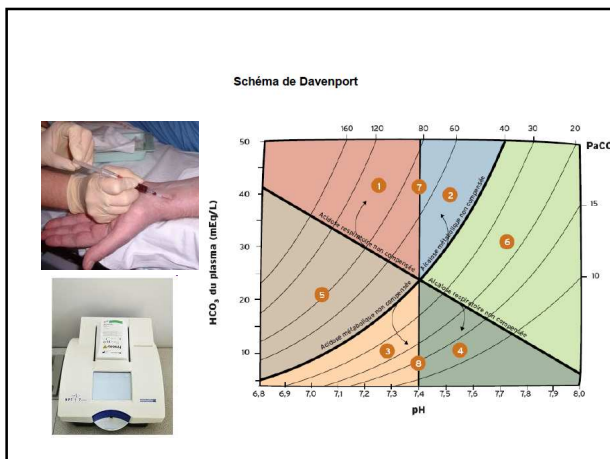 Schéma de Davenport
160 120 80 60 40 30 20
PaCO
50
40
30
20
10
HCO₃ du plasma (mEq/L)
15
10
1
7
2
6
5
3
8
4
Acidose respiratoire non compensée
Alcalose métabolique non compensée
Acidose métabolique non compensée
Alcalose respiratoire non compensée
6,8 6,9 7,0 7,1 7,2 7,3 7,4 7,5 7,6 7,7 7,8 8,0
pH